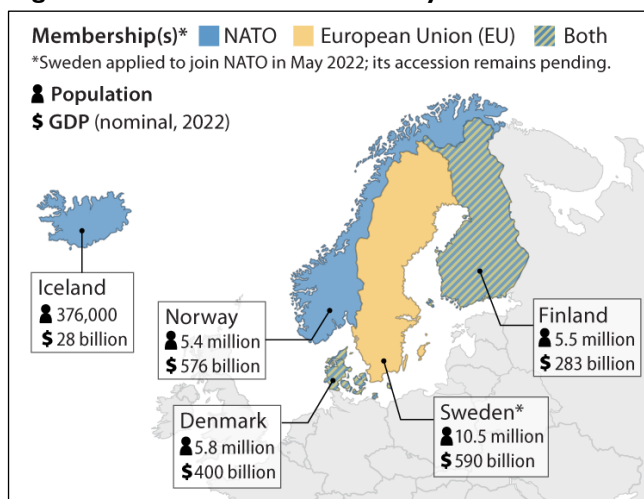 Membership(s)* NATO European Union (EU) Both
*Sweden applied to join NATO in May 2022; its accession remains pending.
Population
$ GDP (nominal, 2022)
Iceland
376,000
$ 28 billion
Norway
5.4 million
$ 576 billion
Finland
5.5 million
$ 283 billion
Denmark
5.8 million
$ 400 billion
Sweden*
10.5 million
$ 590 billion